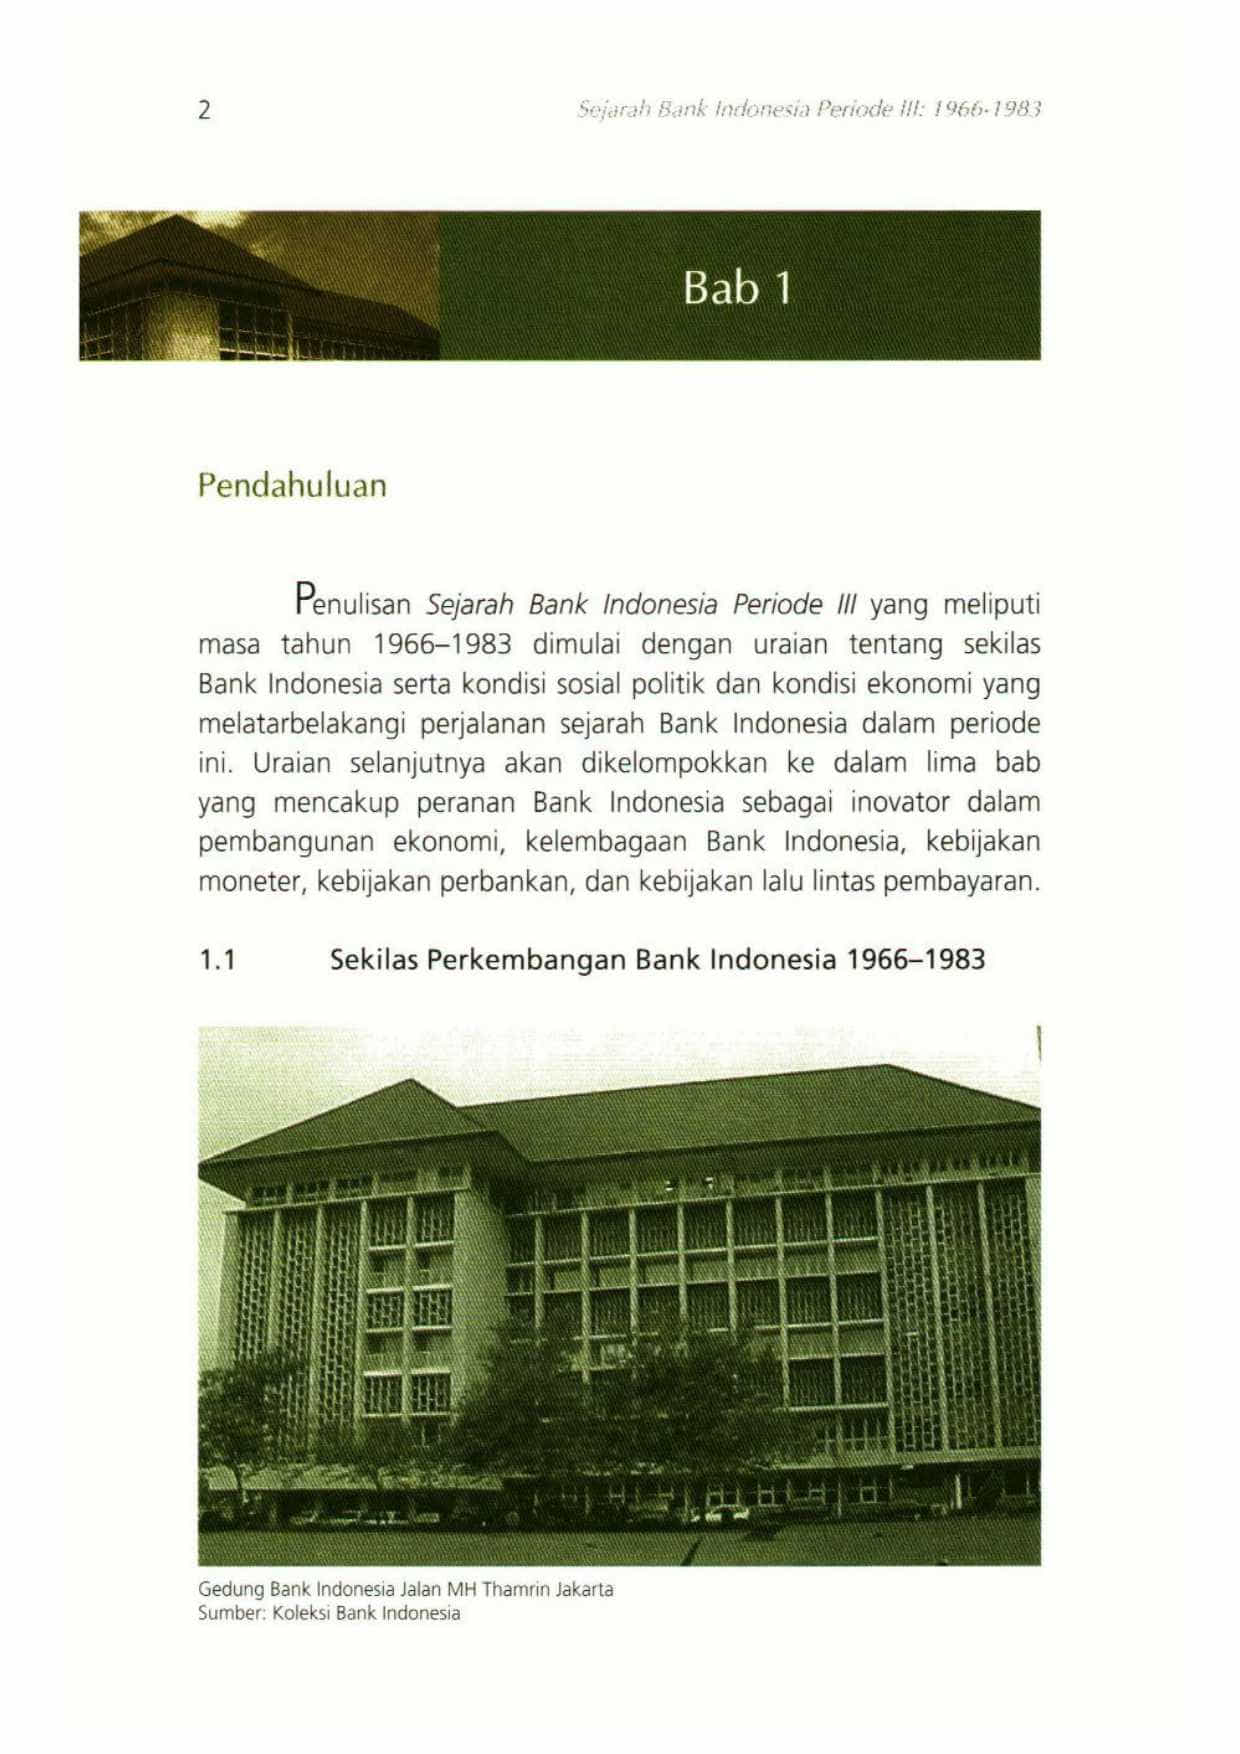 2
Sejarah Bank Indonesia Periode III: 1966-1983
Bab 1
Pendahuluan
Penulisan Sejarah Bank Indonesia Periode III yang meliputi
masa tahun 1966–1983 dimulai dengan uraian tentang sekilas
Bank Indonesia serta kondisi sosial politik dan kondisi ekonomi yang
melatarbelakangi perjalanan sejarah Bank Indonesia dalam periode
ini. Uraian selanjutnya akan dikelompokkan ke dalam lima bab
yang mencakup peranan Bank Indonesia sebagai inovator dalam
pembangunan ekonomi, kelembagaan Bank Indonesia, kebijakan
moneter, kebijakan perbankan, dan kebijakan lalu lintas pembayaran.
1.1 Sekilas Perkembangan Bank Indonesia 1966–1983
Gedung Bank Indonesia Jalan MH Thamrin Jakarta
Sumber: Koleksi Bank Indonesia